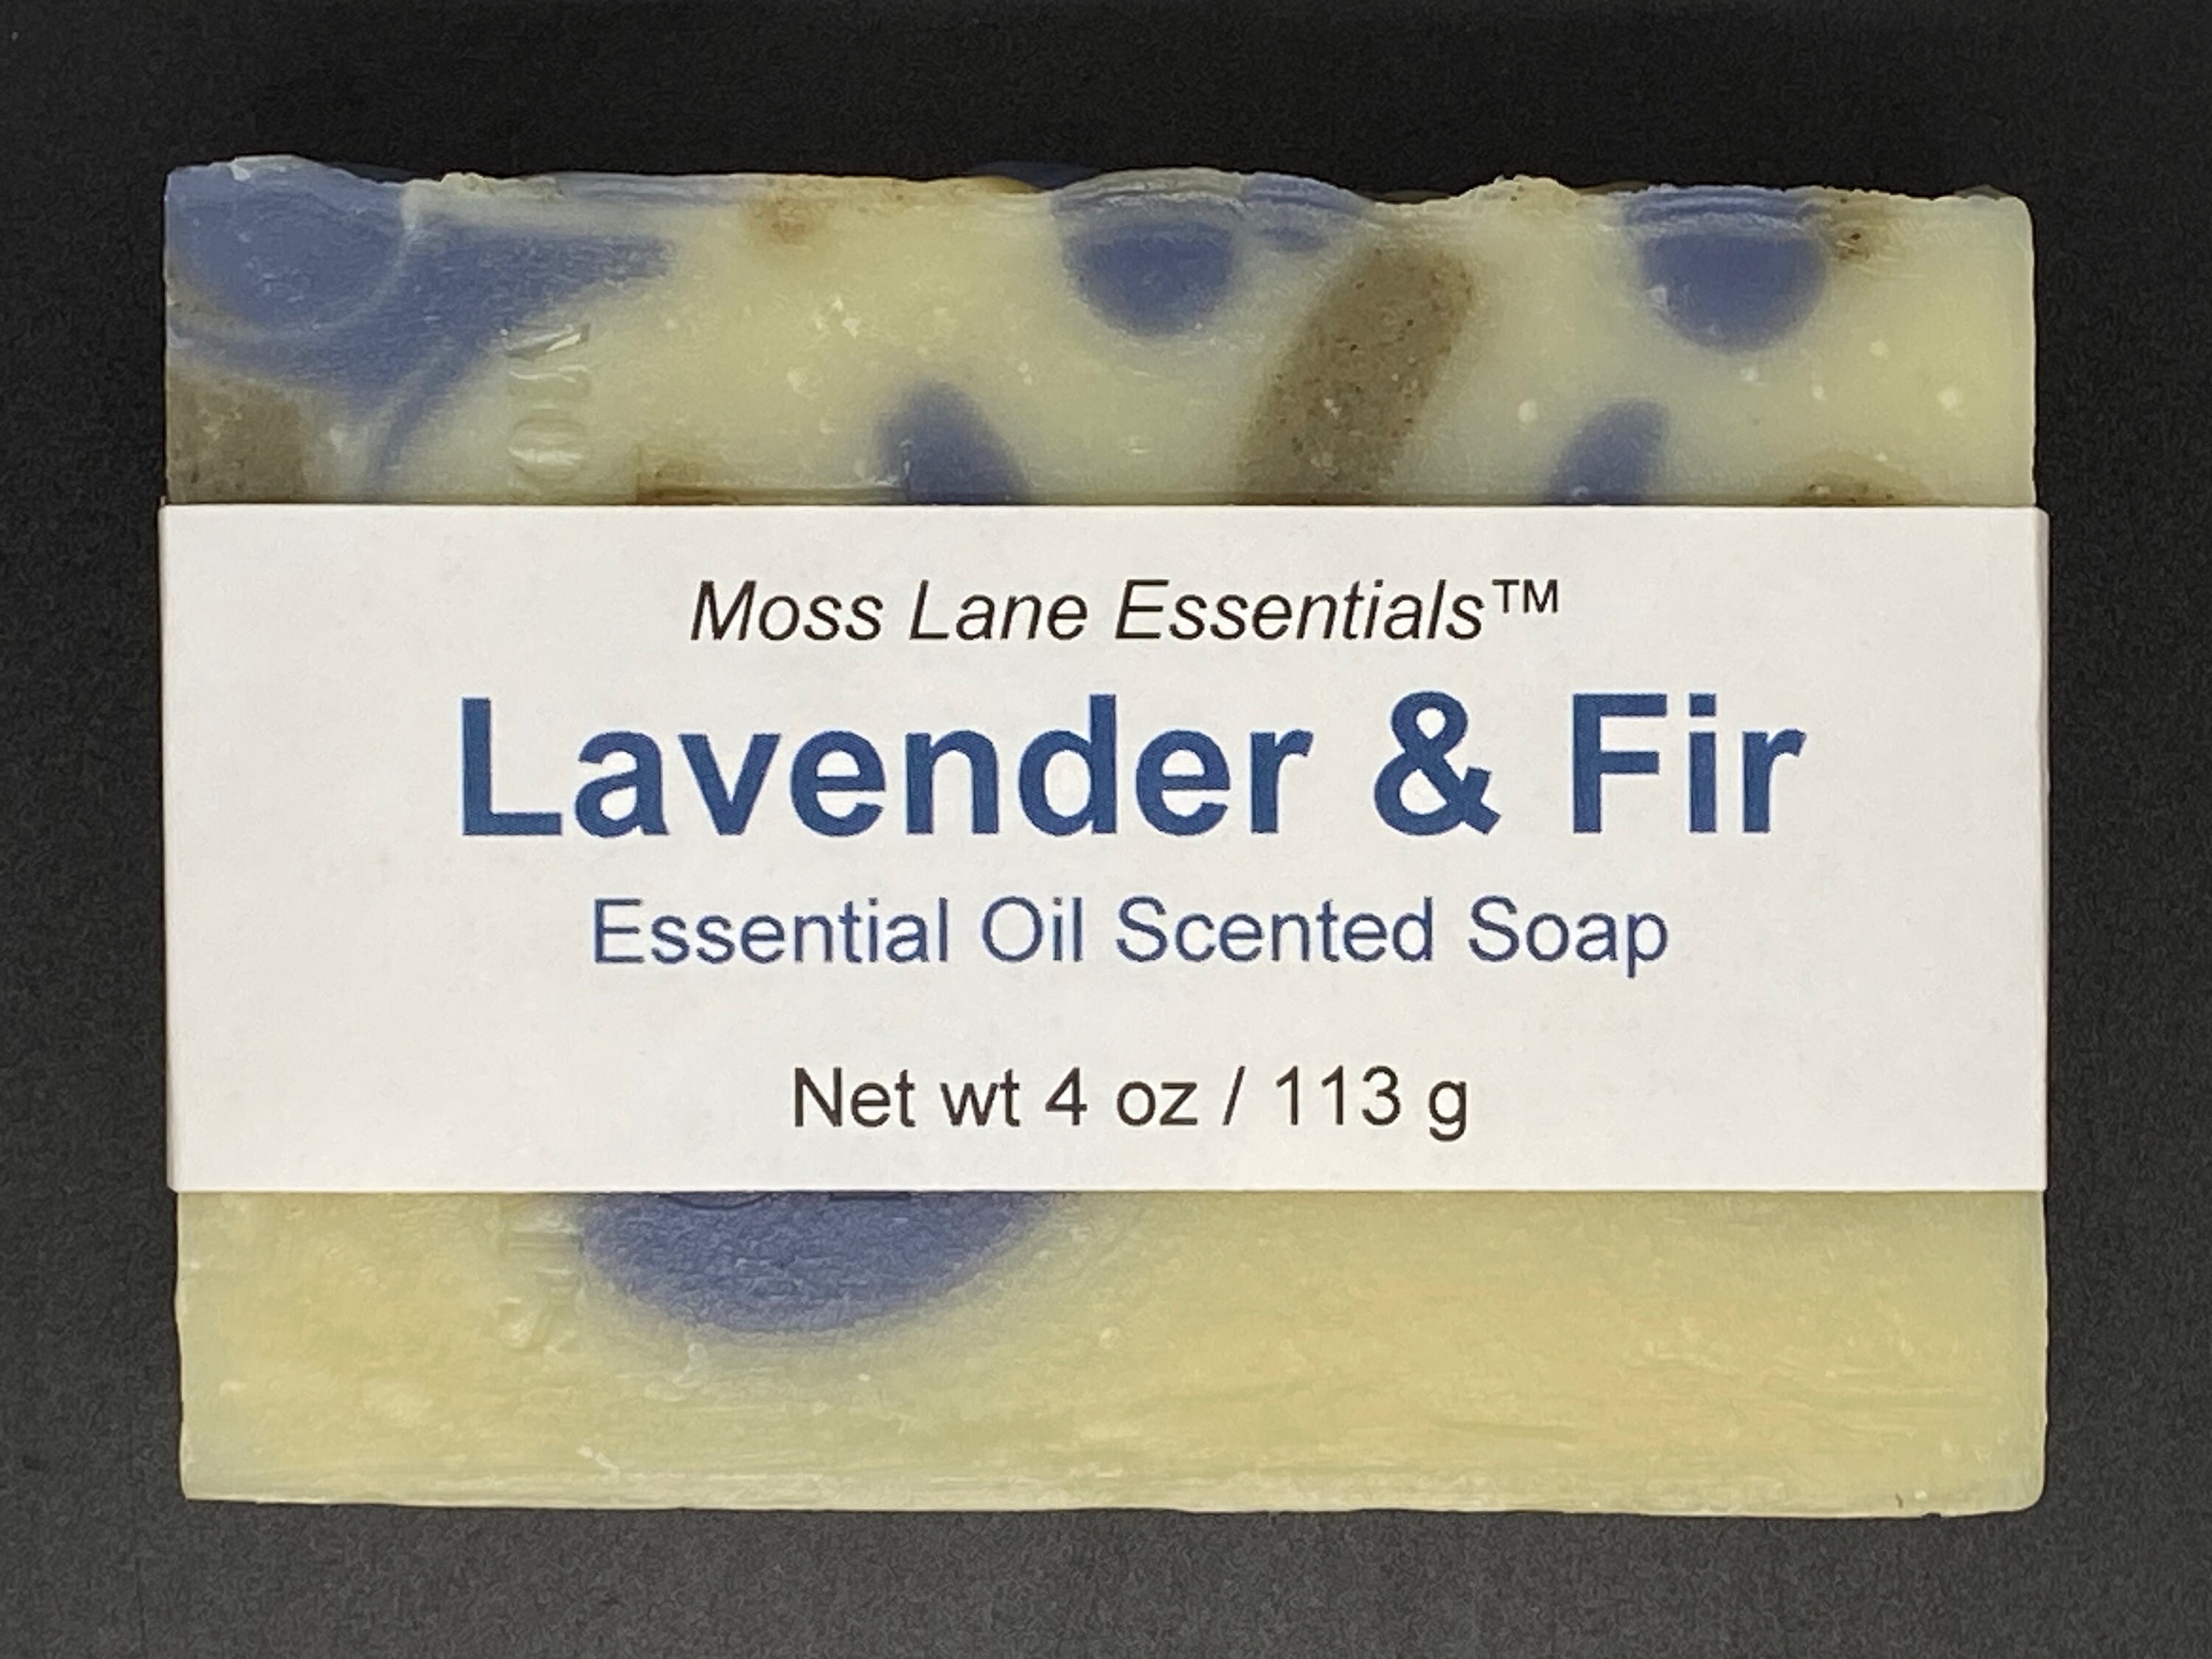 Moss Lane Essentials™
Lavender & Fir
Essential Oil Scented Soap
Net wt 4 oz / 113 g